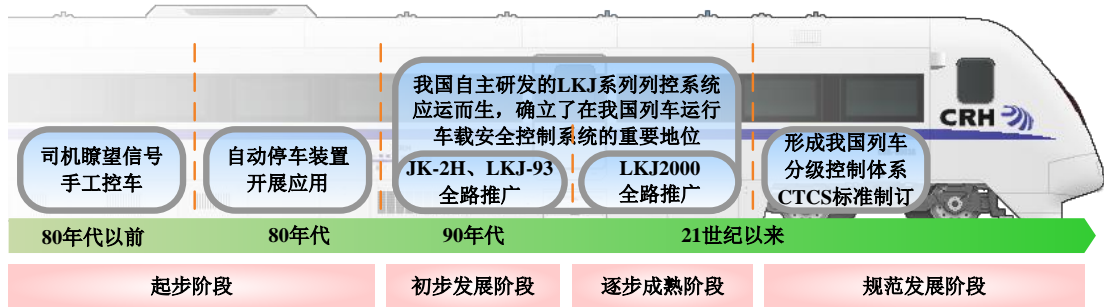 我国自主研发的LKJ系列列控系统
应运而生，确立了在我国列车运行
车载安全控制系统的重要地位
CRH
司机瞭望信号
手工控车
自动停车装置
开展应用
JK-2H、LKJ-93
全路推广
LKJ2000
全路推广
形成我国列车
分级控制体系
CTCS标准制订
80年代以前
80年代
90年代
21世纪以来
起步阶段
初步发展阶段
逐步成熟阶段
规范发展阶段